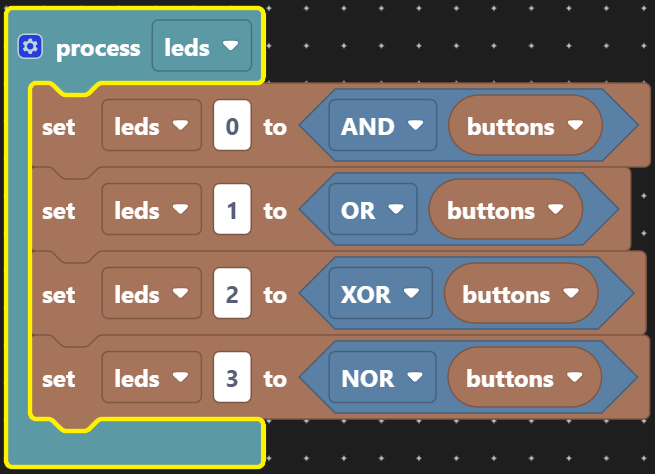 process leds
set leds 0 to AND buttons
set leds 1 to OR buttons
set leds 2 to XOR buttons
set leds 3 to NOR buttons